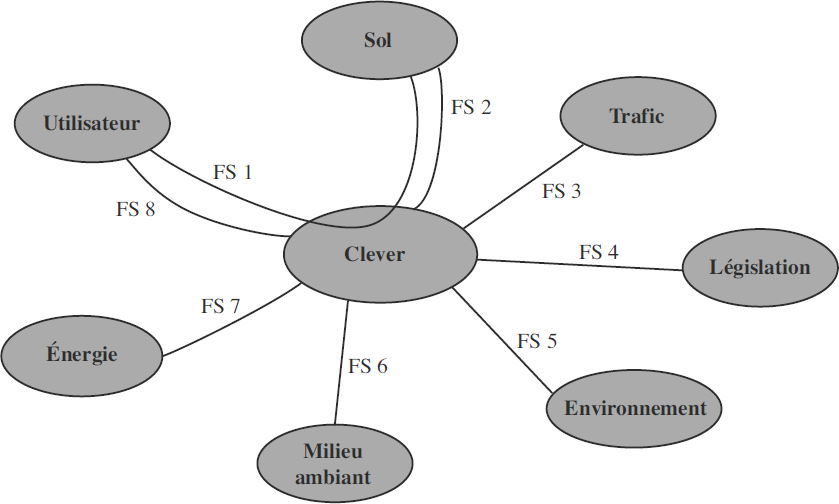 Sol
FS 2
Trafic
Utilisateur
FS 1
FS 3
FS 8
Clever
FS 4
Législation
FS 7
FS 5
Énergie
FS 6
Environnement
Milieu
ambiant